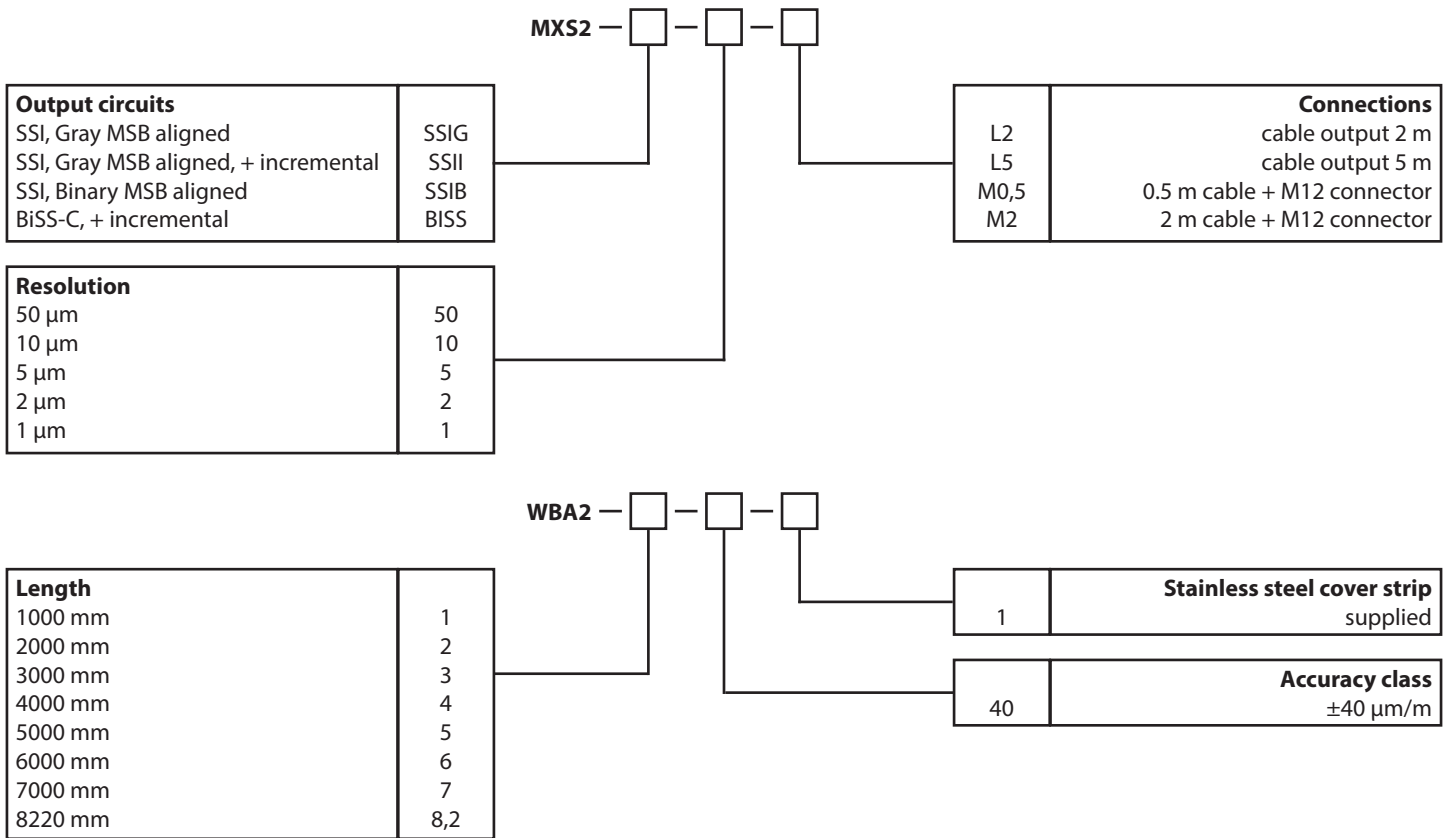 MXS2 — □ — □ — □
Output circuits
SSI, Gray MSB aligned SSIG
SSI, Gray MSB aligned, + incremental SSII
SSI, Binary MSB aligned SSIB
BiSS-C, + incremental BISS
Connections
L2 cable output 2 m
L5 cable output 5 m
M0,5 0.5 m cable + M12 connector
M2 2 m cable + M12 connector
Resolution
50 µm 50
10 µm 10
5 µm 5
2 µm 2
1 µm 1
WBA2 — □ — □ — □
Length
1000 mm 1
2000 mm 2
3000 mm 3
4000 mm 4
5000 mm 5
6000 mm 6
7000 mm 7
8220 mm 8,2
Stainless steel cover strip
1 supplied
Accuracy class
40 ±40 µm/m